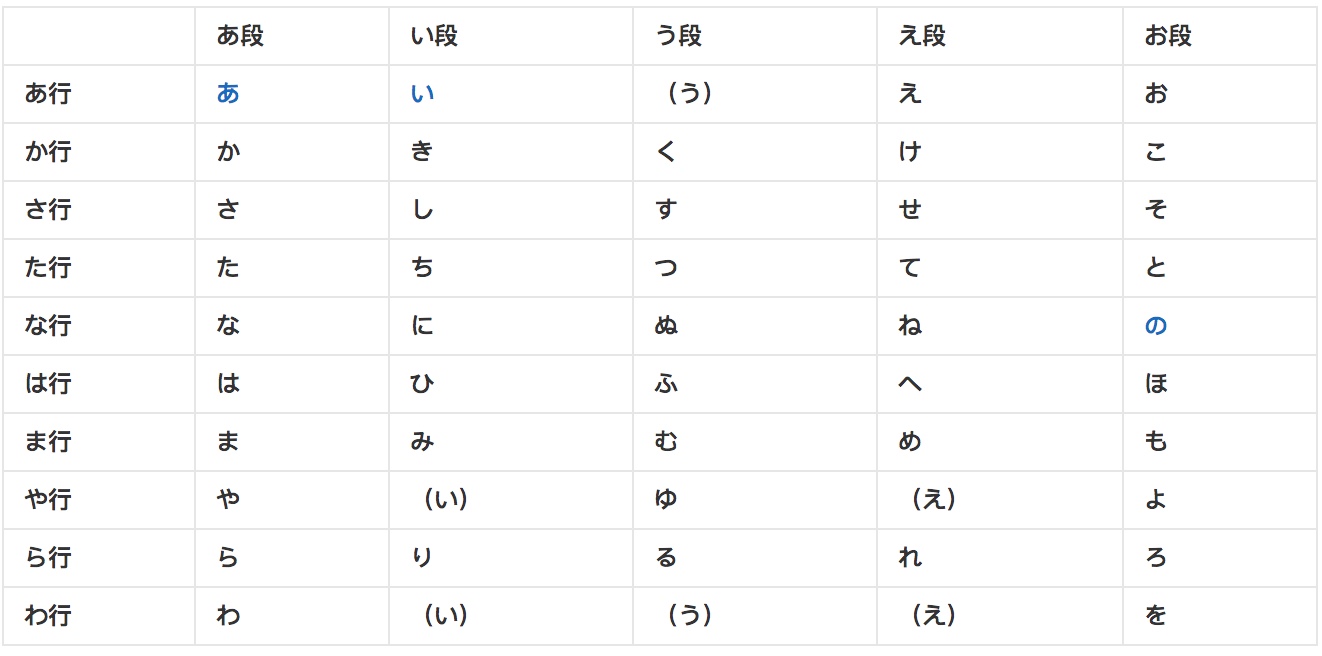 あ段 い段 う段 え段 お段
あ行 あ い （う） え お
か行 か き く け こ
さ行 さ し す せ そ
た行 た ち つ て と
な行 な に ぬ ね の
は行 は ひ ふ へ ほ
ま行 ま み む め も
や行 や （い） ゆ （え） よ
ら行 ら り る れ ろ
わ行 わ （い） （う） （え） を